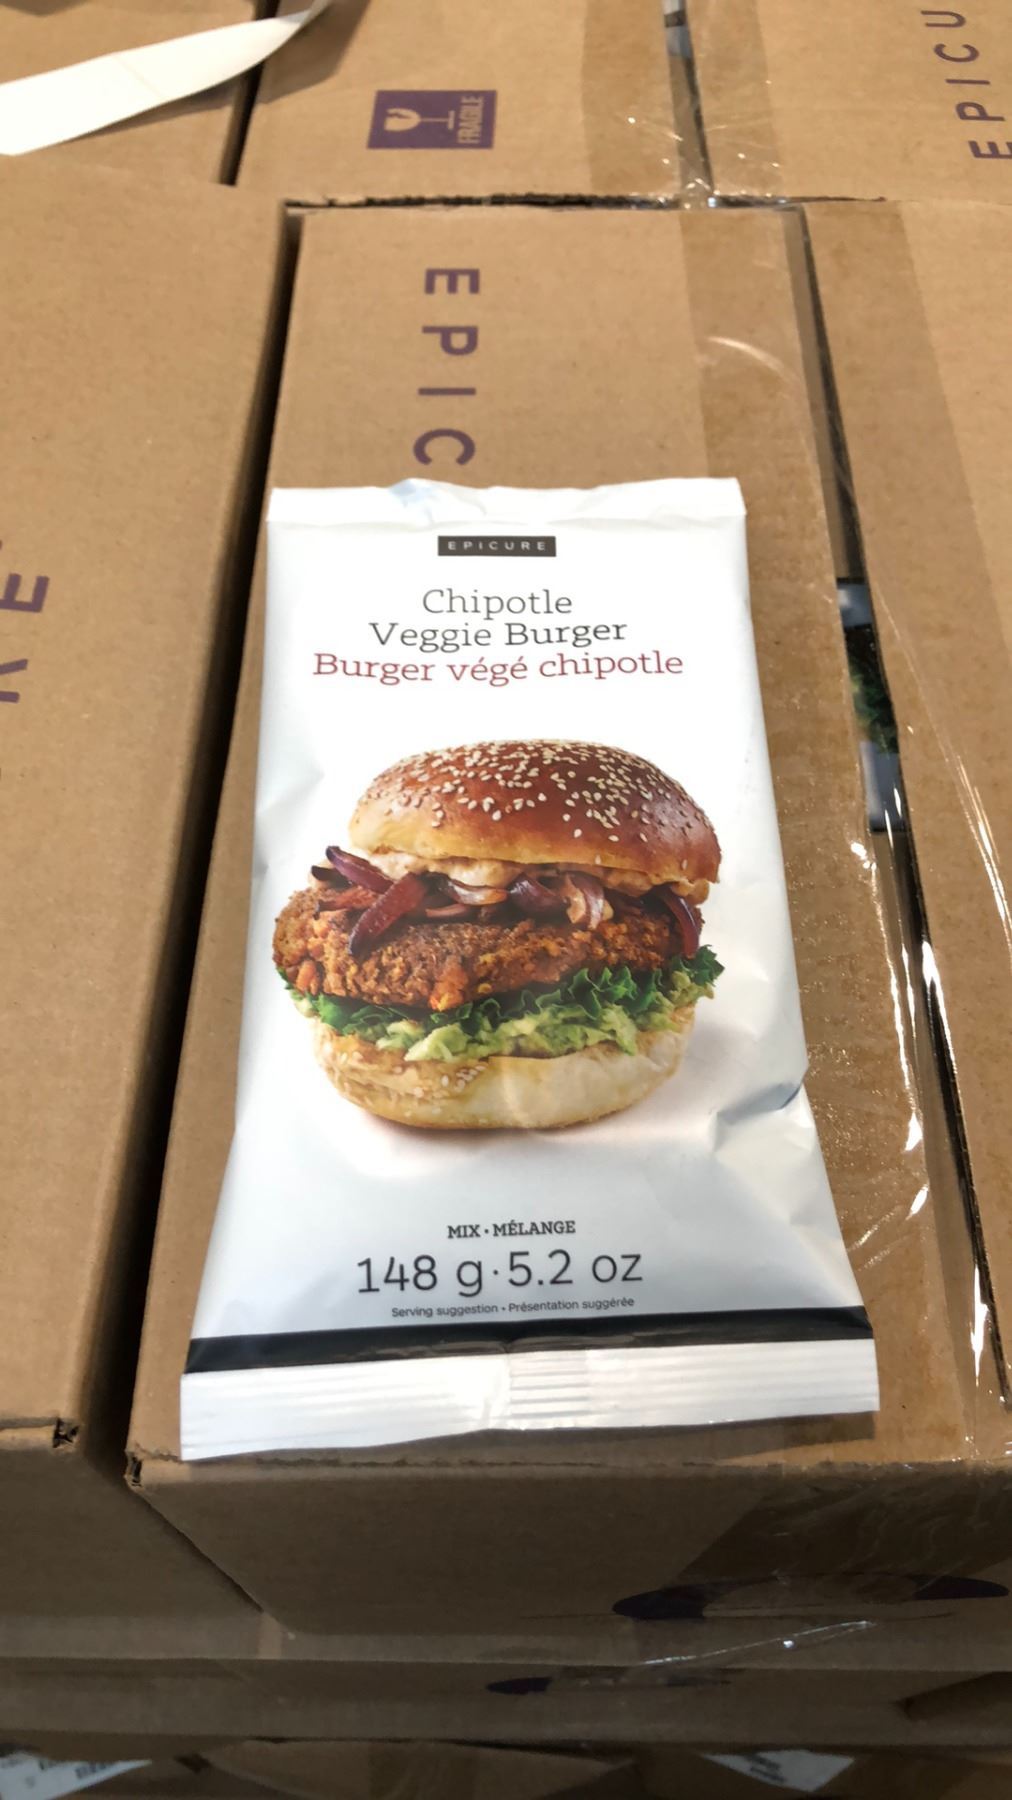 FRAGILE
EPICU
EPIC
EPICURE
Chipotle
Veggie Burger
Burger végé chipotle
MIX • MÉLANGE
148 g • 5.2 oz
Serving suggestion • Présentation suggérée